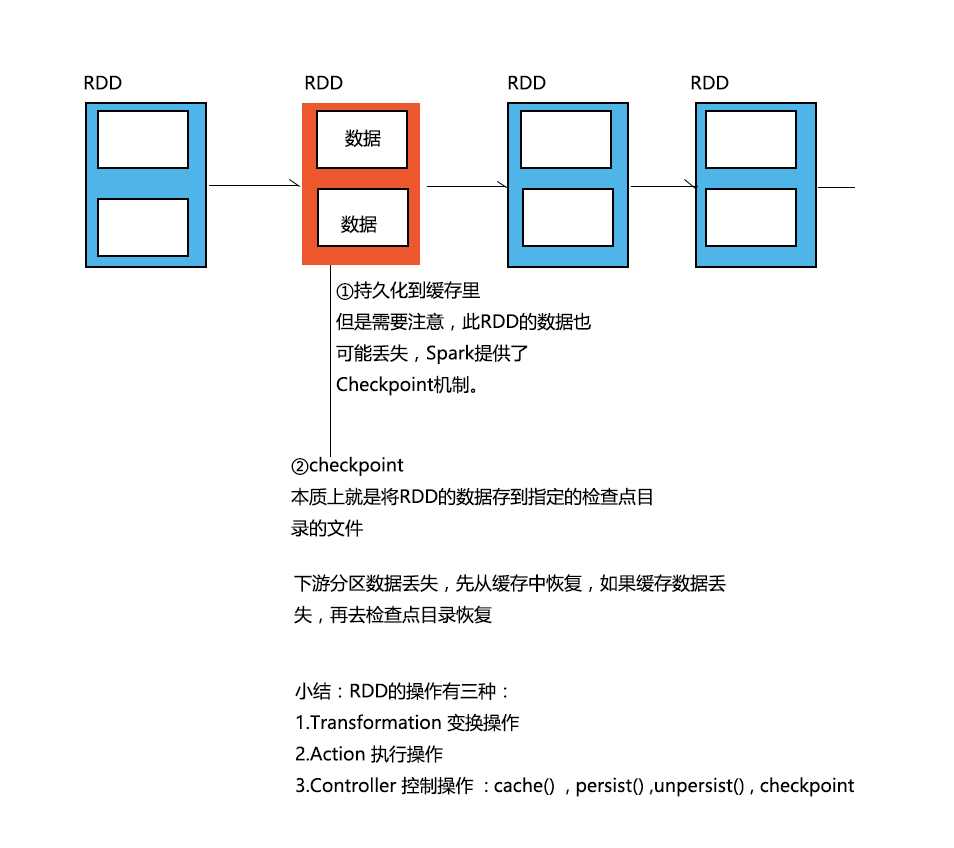 RDD
RDD
RDD
RDD
数据
数据
①持久化到缓存里
但是需要注意，此RDD的数据也
可能丢失，Spark提供了
Checkpoint机制。
②checkpoint
本质上就是将RDD的数据存到指定的检查点目
录的文件
下游分区数据丢失，先从缓存中恢复，如果缓存数据丢
失，再去检查点目录恢复
小结：RDD的操作有三种：
1.Transformation 变换操作
2.Action 执行操作
3.Controller 控制操作 : cache() , persist() ,unpersist() , checkpoint